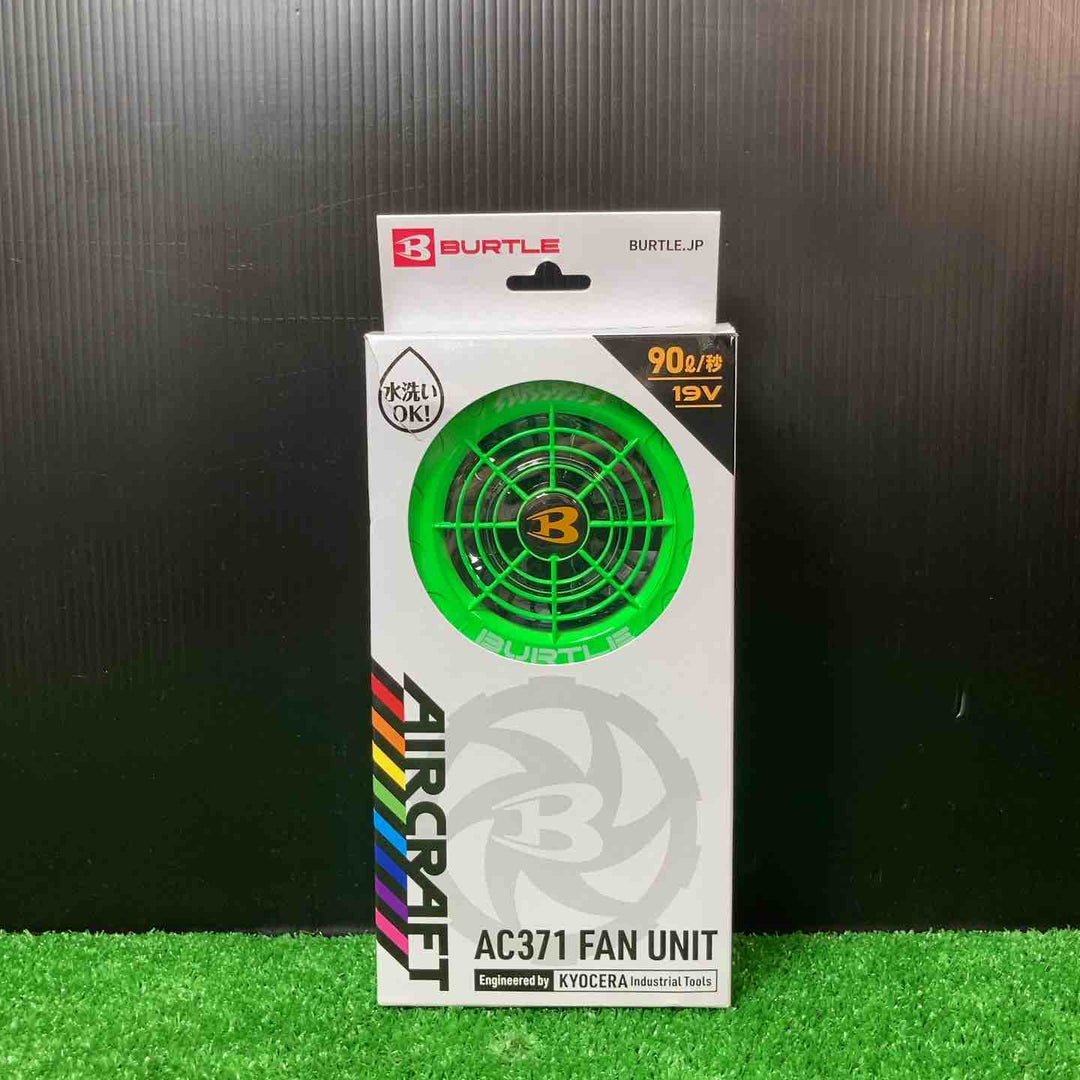 BURTLE
BURTLE.JP
水洗い
OK!
90ℓ/秒
19V
B
BURTLE
AIRCRAFT
B
AC371 FAN UNIT
Engineered by KYOCERA Industrial Tools